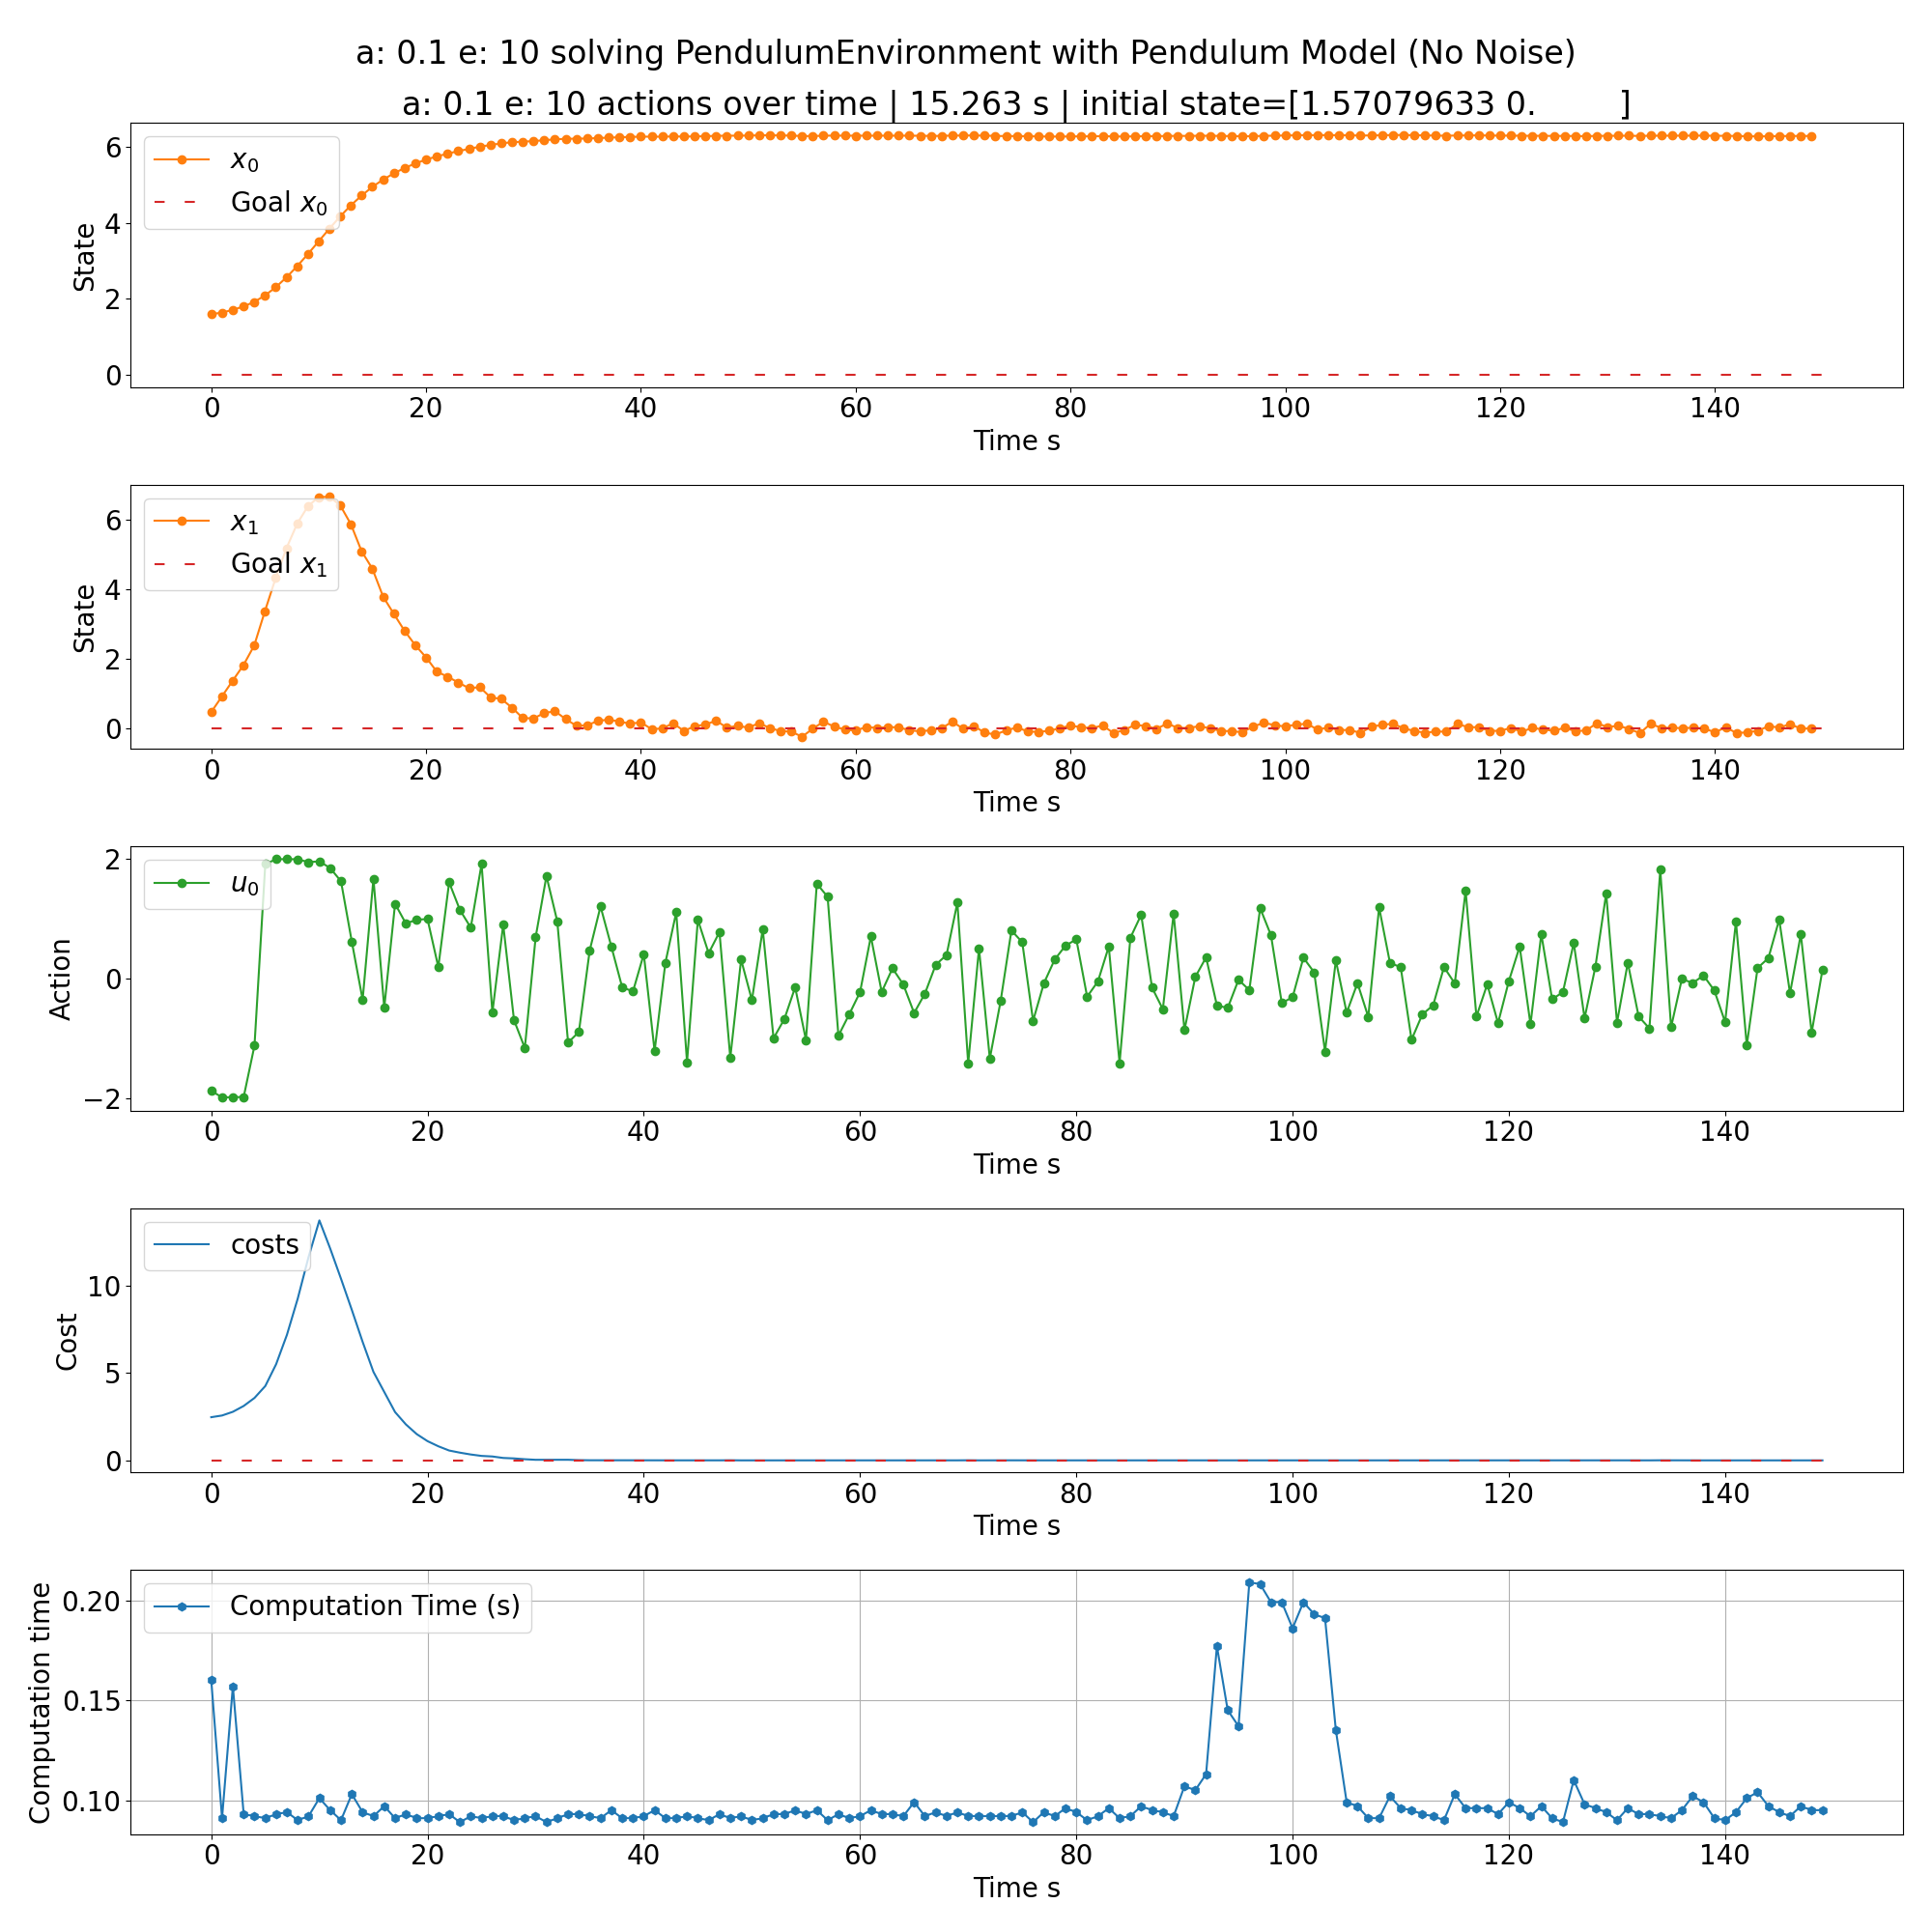 a: 0.1 e: 10 solving PendulumEnvironment with Pendulum Model (No Noise)
a: 0.1 e: 10 actions over time | 15.263 s | initial state=[1.57079633 0.        ]
x₀
Goal x₀
State
6
4
2
0
0 20 40 60 80 100 120 140
Time s
x₁
Goal x₁
State
6
4
2
0
0 20 40 60 80 100 120 140
Time s
u₀
Action
2
0
−2
0 20 40 60 80 100 120 140
Time s
costs
Cost
10
5
0
0 20 40 60 80 100 120 140
Time s
Computation Time (s)
Computation time
0.20
0.15
0.10
0 20 40 60 80 100 120 140
Time s